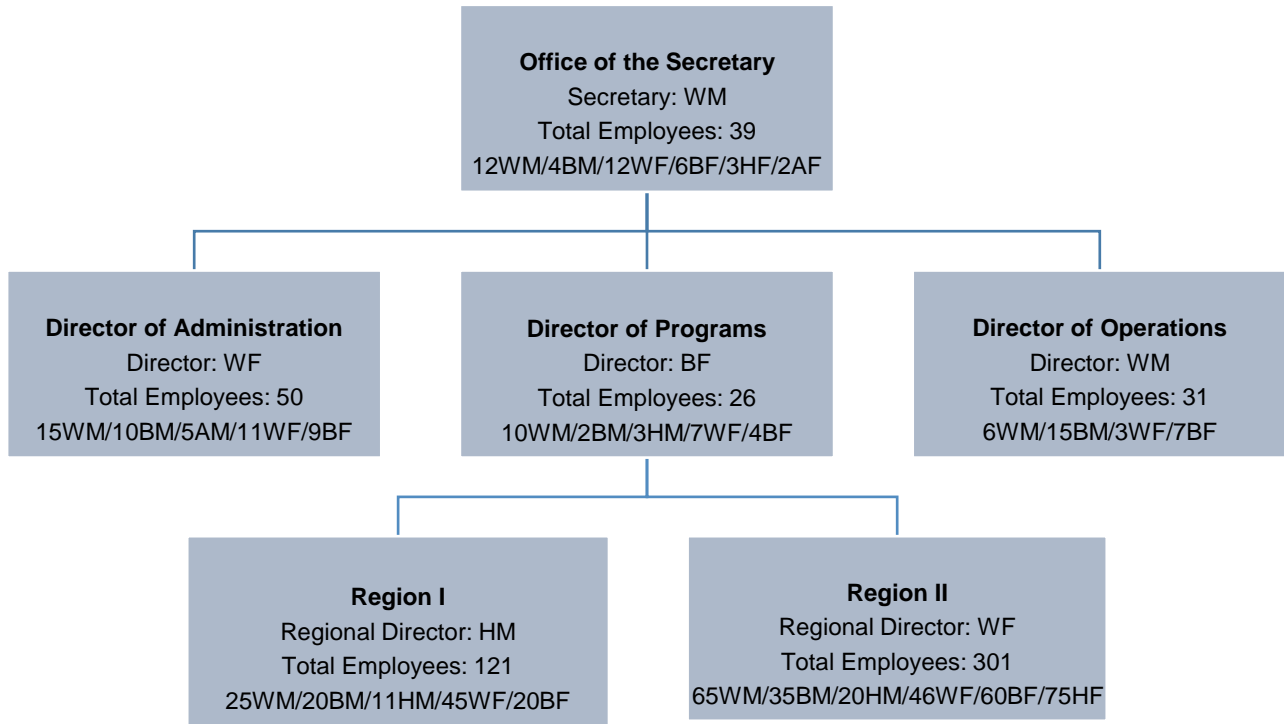 Office of the Secretary
Secretary: WM
Total Employees: 39
12WM/4BM/12WF/6BF/3HF/2AF
Director of Administration
Director: WF
Total Employees: 50
15WM/10BM/5AM/11WF/9BF
Director of Programs
Director: BF
Total Employees: 26
10WM/2BM/3HM/7WF/4BF
Director of Operations
Director: WM
Total Employees: 31
6WM/15BM/3WF/7BF
Region I
Regional Director: HM
Total Employees: 121
25WM/20BM/11HM/45WF/20BF
Region II
Regional Director: WF
Total Employees: 301
65WM/35BM/20HM/46WF/60BF/75HF